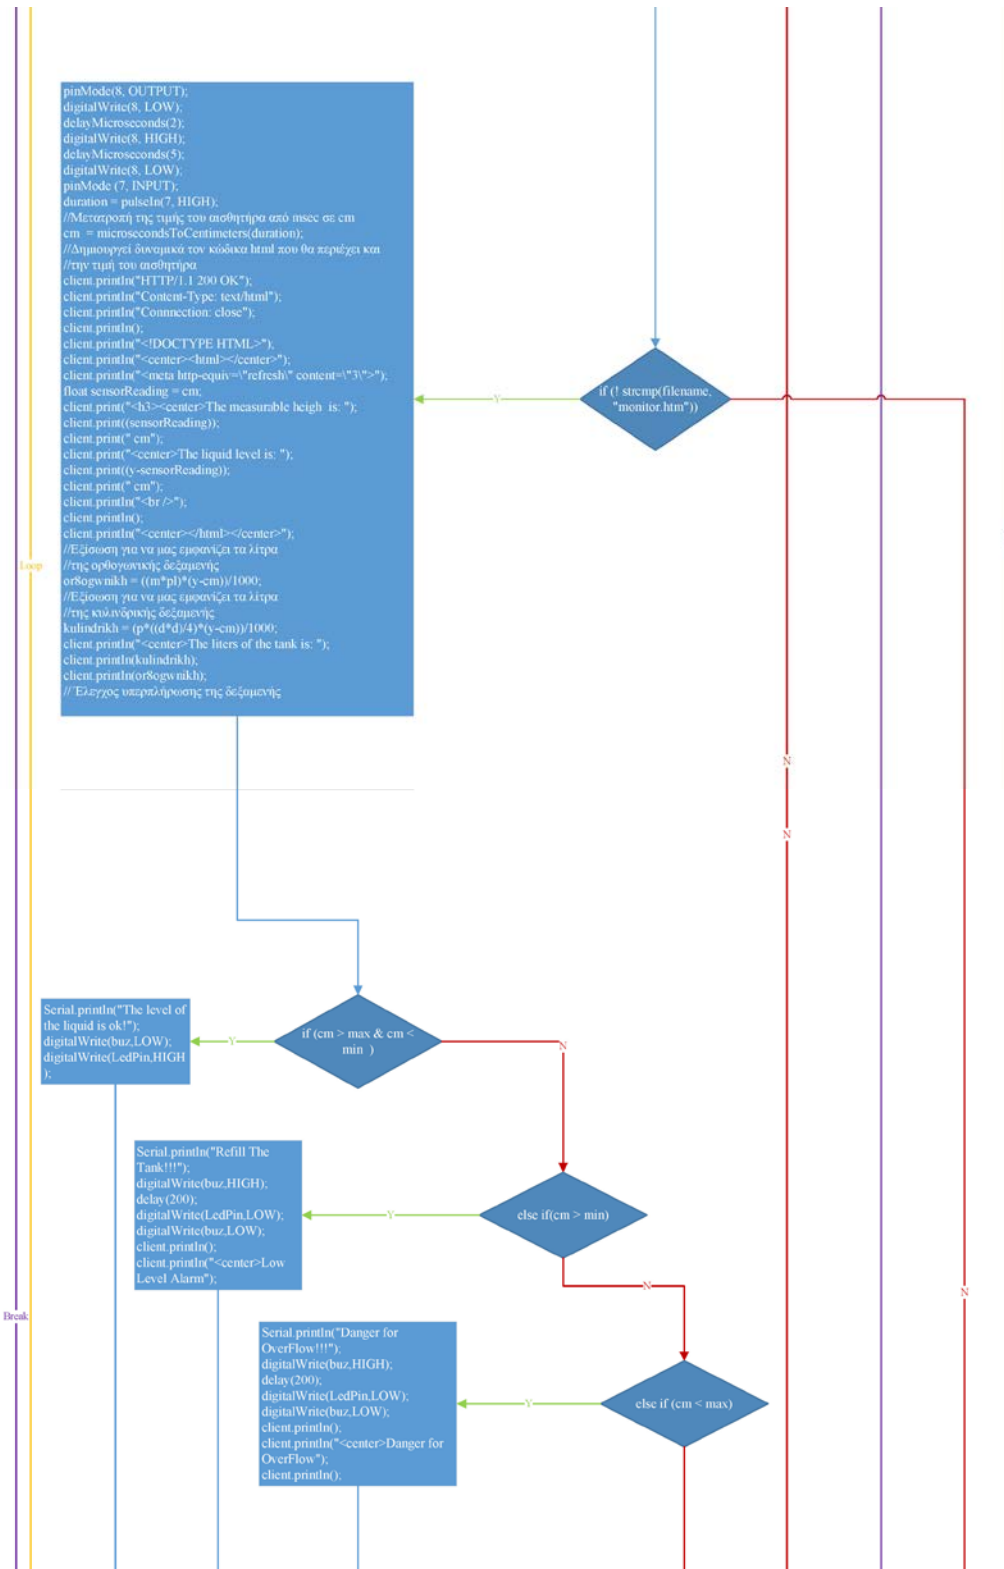 pinMode(8, OUTPUT);
digitalWrite(8, LOW);
delayMicroseconds(2);
digitalWrite(8, HIGH);
delayMicroseconds(5);
digitalWrite(8, LOW);
pinMode (7, INPUT);
duration = pulseIn(7, HIGH);
//Μετατροπή της τιμής του αισθητήρα από msec σε cm
cm  = microsecondsToCentimeters(duration);
//Δημιουργεί δυναμικά τον κώδικα html που θα περιέχει και
//την τιμή του αισθητήρα
client.println("HTTP/1.1 200 OK");
client.println("Content-Type: text/html");
client.println("Connnection: close");
client.println();
client.println("<!DOCTYPE HTML>");
client.println("<center><html></center>");
client.println("<meta http-equiv=\"refresh\" content=\"3\">");
float sensorReading = cm;
client.print("<h3><center>The measurable heigh  is: ");
client.print((sensorReading));
client.print(" cm");
client.print("<center>The liquid level is: ");
client.print((y-sensorReading));
client.print(" cm");
client.println("<br />");
client.println();
client.println("<center></html></center>");
//Εξίσωση για να μας εμφανίζει τα λίτρα
//της ορθογωνικής δεξαμενής
or8ogwnikh = ((m*pl)*(y-cm))/1000;
//Εξίσωση για να μας εμφανίζει τα λίτρα
//της κυλινδρικής δεξαμενής
kulindrikh = (p*((d*d)/4)*(y-cm))/1000;
client.println("<center>The liters of the tank is: ");
client.println(kulindrikh);
client.println(or8ogwnikh);
// Έλεγχος υπερπλήρωσης της δεξαμενής
if (! strcmp(filename,
"monitor.htm"))
Y
Loop
N
N
Serial.println("The level of
the liquid is ok!");
digitalWrite(buz,LOW);
digitalWrite(LedPin,HIGH
);
Y
if (cm > max & cm <
min  )
N
Serial.println("Refill The
Tank!!!");
digitalWrite(buz,HIGH);
delay(200);
digitalWrite(LedPin,LOW);
digitalWrite(buz,LOW);
client.println();
client.println("<center>Low
Level Alarm");
Y
else if(cm > min)
N
N
Break
Serial.println("Danger for
OverFlow!!!");
digitalWrite(buz,HIGH);
delay(200);
digitalWrite(LedPin,LOW);
digitalWrite(buz,LOW);
client.println();
client.println("<center>Danger for
OverFlow");
client.println();
Y
else if (cm < max)